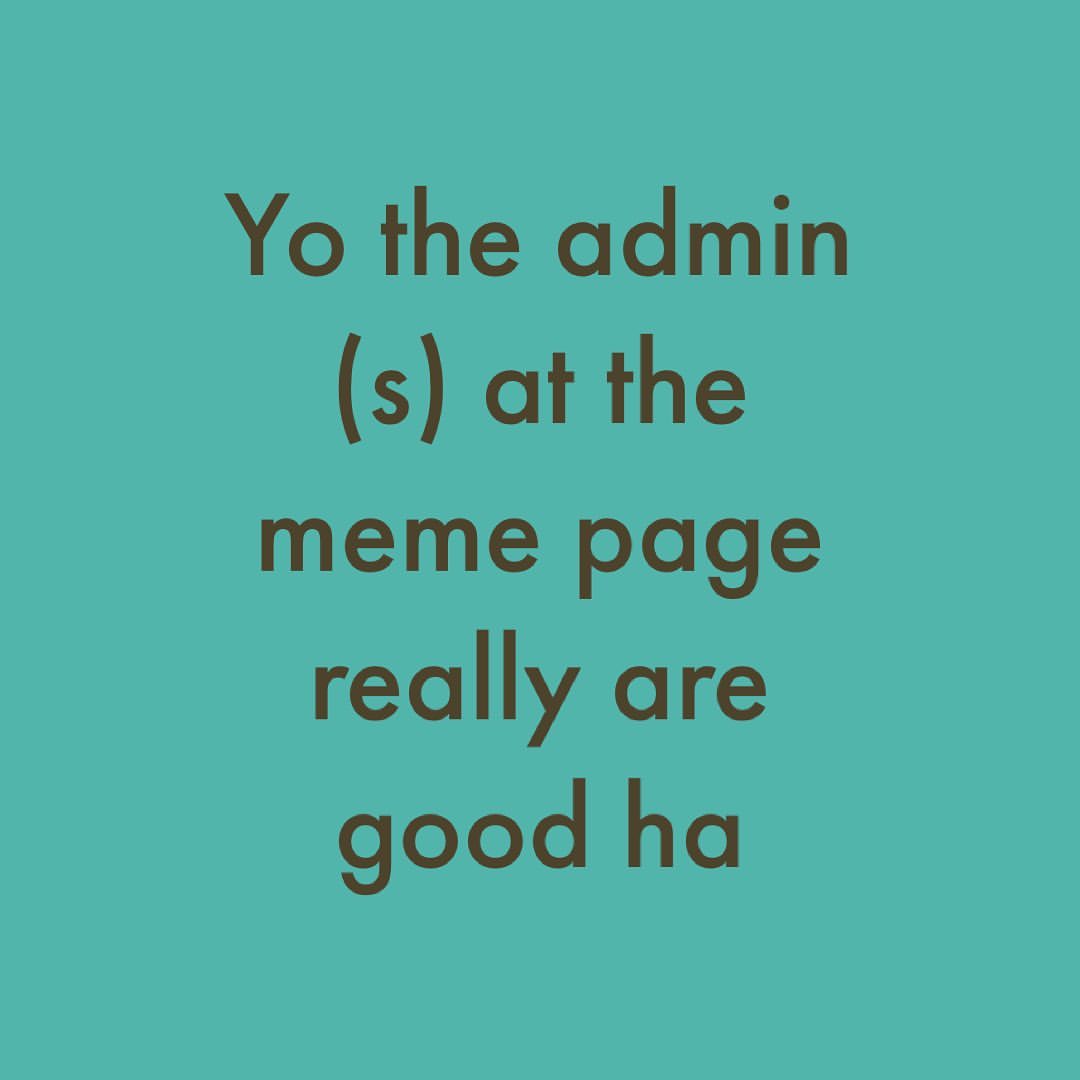 Yo the admin
(s) at the
meme page
really are
good ha